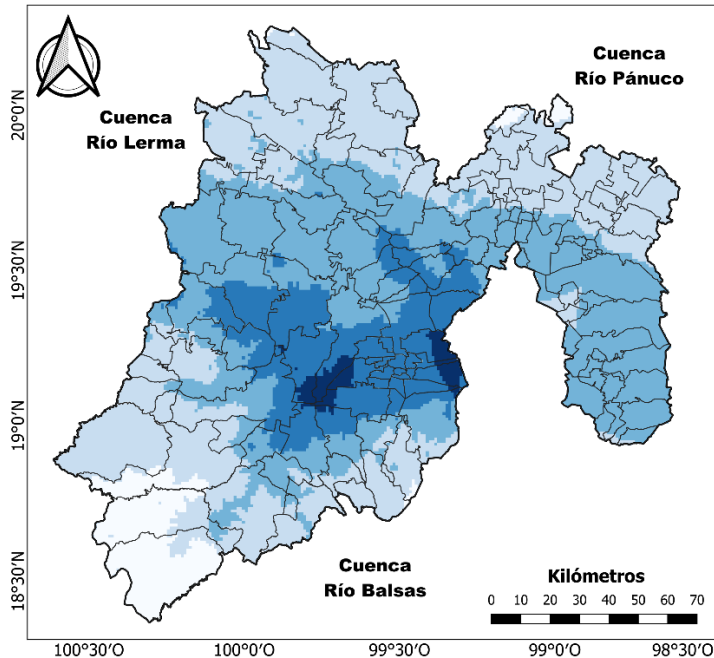 Cuenca
Río Pánuco
Cuenca
Río Lerma
20°0'N
19°30'N
19°0'N
18°30'N
Cuenca
Río Balsas
Kilómetros
0 10 20 30 40 50 60 70
100°30'O 100°0'O 99°30'O 99°0'O 98°30'O